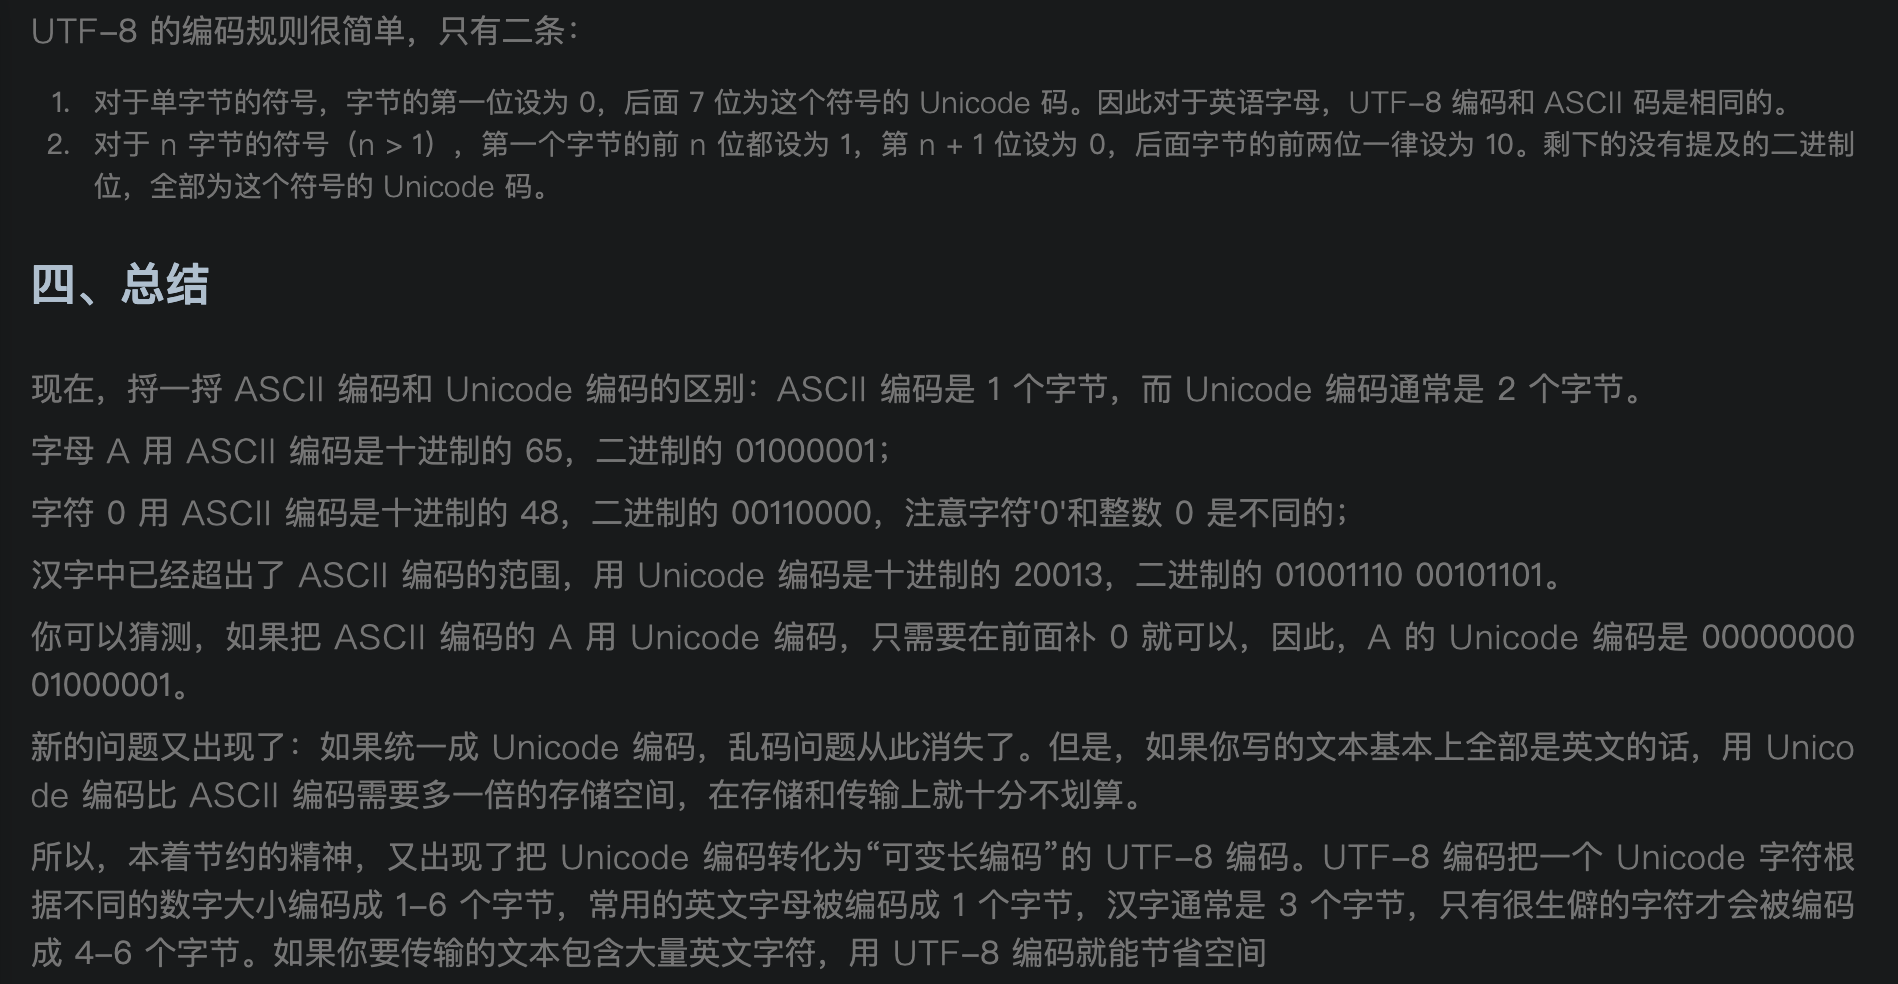 UTF-8 的编码规则很简单，只有二条：
1. 对于单字节的符号，字节的第一位设为 0，后面 7 位为这个符号的 Unicode 码。因此对于英语字母，UTF-8 编码和 ASCII 码是相同的。
2. 对于 n 字节的符号（n > 1），第一个字节的前 n 位都设为 1，第 n + 1 位设为 0，后面字节的前两位一律设为 10。剩下的没有提及的二进制
位，全部为这个符号的 Unicode 码。
四、总结
现在，捋一捋 ASCII 编码和 Unicode 编码的区别：ASCII 编码是 1 个字节，而 Unicode 编码通常是 2 个字节。
字母 A 用 ASCII 编码是十进制的 65，二进制的 01000001；
字符 0 用 ASCII 编码是十进制的 48，二进制的 00110000，注意字符'0'和整数 0 是不同的；
汉字中已经超出了 ASCII 编码的范围，用 Unicode 编码是十进制的 20013，二进制的 01001110 00101101。
你可以猜测，如果把 ASCII 编码的 A 用 Unicode 编码，只需要在前面补 0 就可以，因此，A 的 Unicode 编码是 00000000
01000001。
新的问题又出现了：如果统一成 Unicode 编码，乱码问题从此消失了。但是，如果你写的文本基本上全部是英文的话，用 Unico
de 编码比 ASCII 编码需要多一倍的存储空间，在存储和传输上就十分不划算。
所以，本着节约的精神，又出现了把 Unicode 编码转化为“可变长编码”的 UTF-8 编码。UTF-8 编码把一个 Unicode 字符根
据不同的数字大小编码成 1-6 个字节，常用的英文字母被编码成 1 个字节，汉字通常是 3 个字节，只有很生僻的字符才会被编码
成 4-6 个字节。如果你要传输的文本包含大量英文字符，用 UTF-8 编码就能节省空间